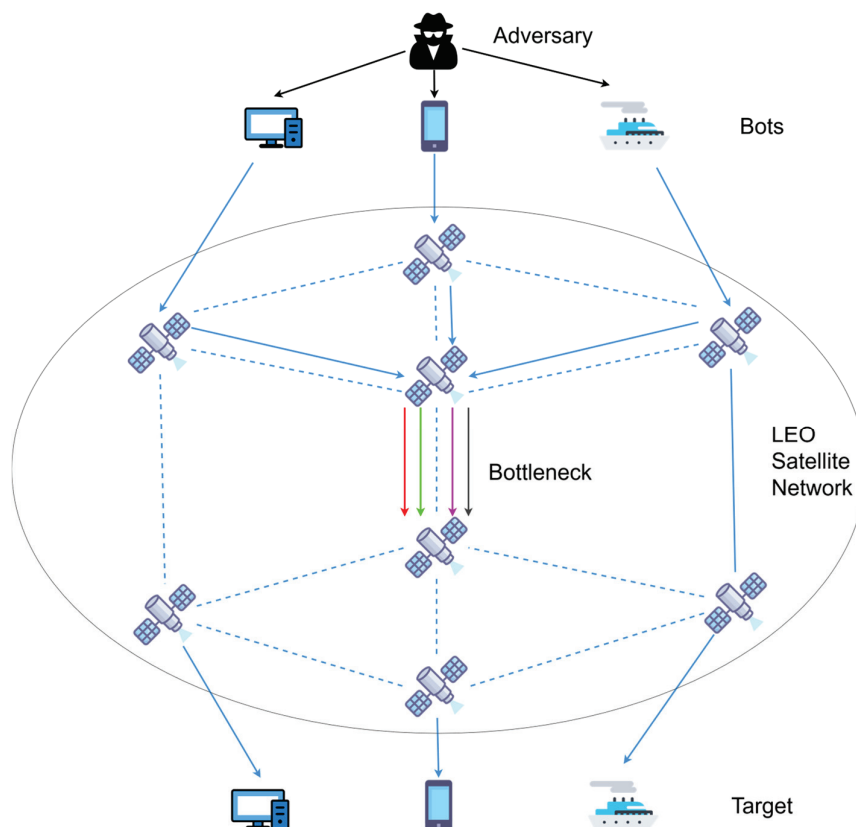 Adversary
Bots
LEO
Satellite
Network
Bottleneck
Target